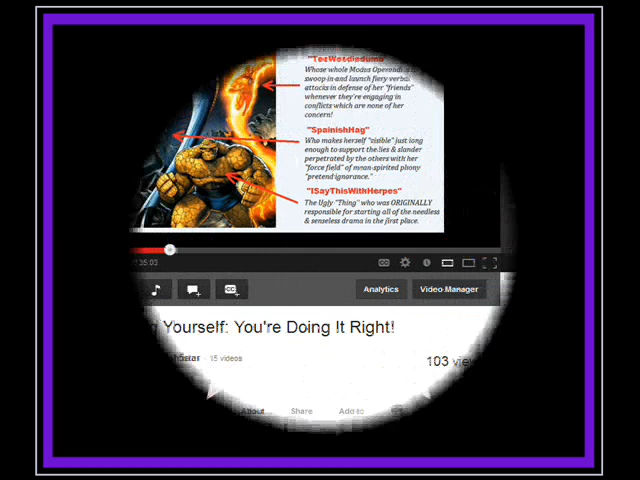 "TeeWeedleDumb"
Whose whole Modus Operandi is
swoop-in and launch fiery verbal
attacks in defense of her "friends"
whenever they're engaging in
conflicts which are none of her
concern!
"SpainishHag"
Who makes herself "visible" just long
enough to support the lies & slander
perpetrated by the others with her
"force field" of mean-spirited phony
"pretend ignorance."
"ISayThisWithHerpes"
The Ugly "Thing" who was ORIGINALLY
responsible for starting all of the needless
& senseless drama in the first place.
35:03
CC
Analytics
Video Manager
Yourself: You're Doing It Right!
15 videos
103
About
Share
Add to